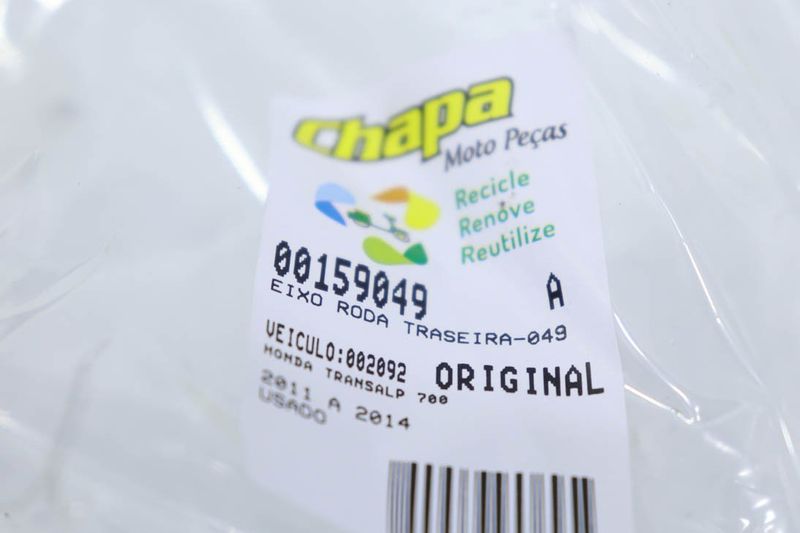 Chapa
Moto Peças
Recicle
Renove
Reutilize
00159049 A
EIXO RODA TRASEIRA-049
VEICULO:002092 ORIGINAL
HONDA TRANSALP 700
2011 A 2014
USADO